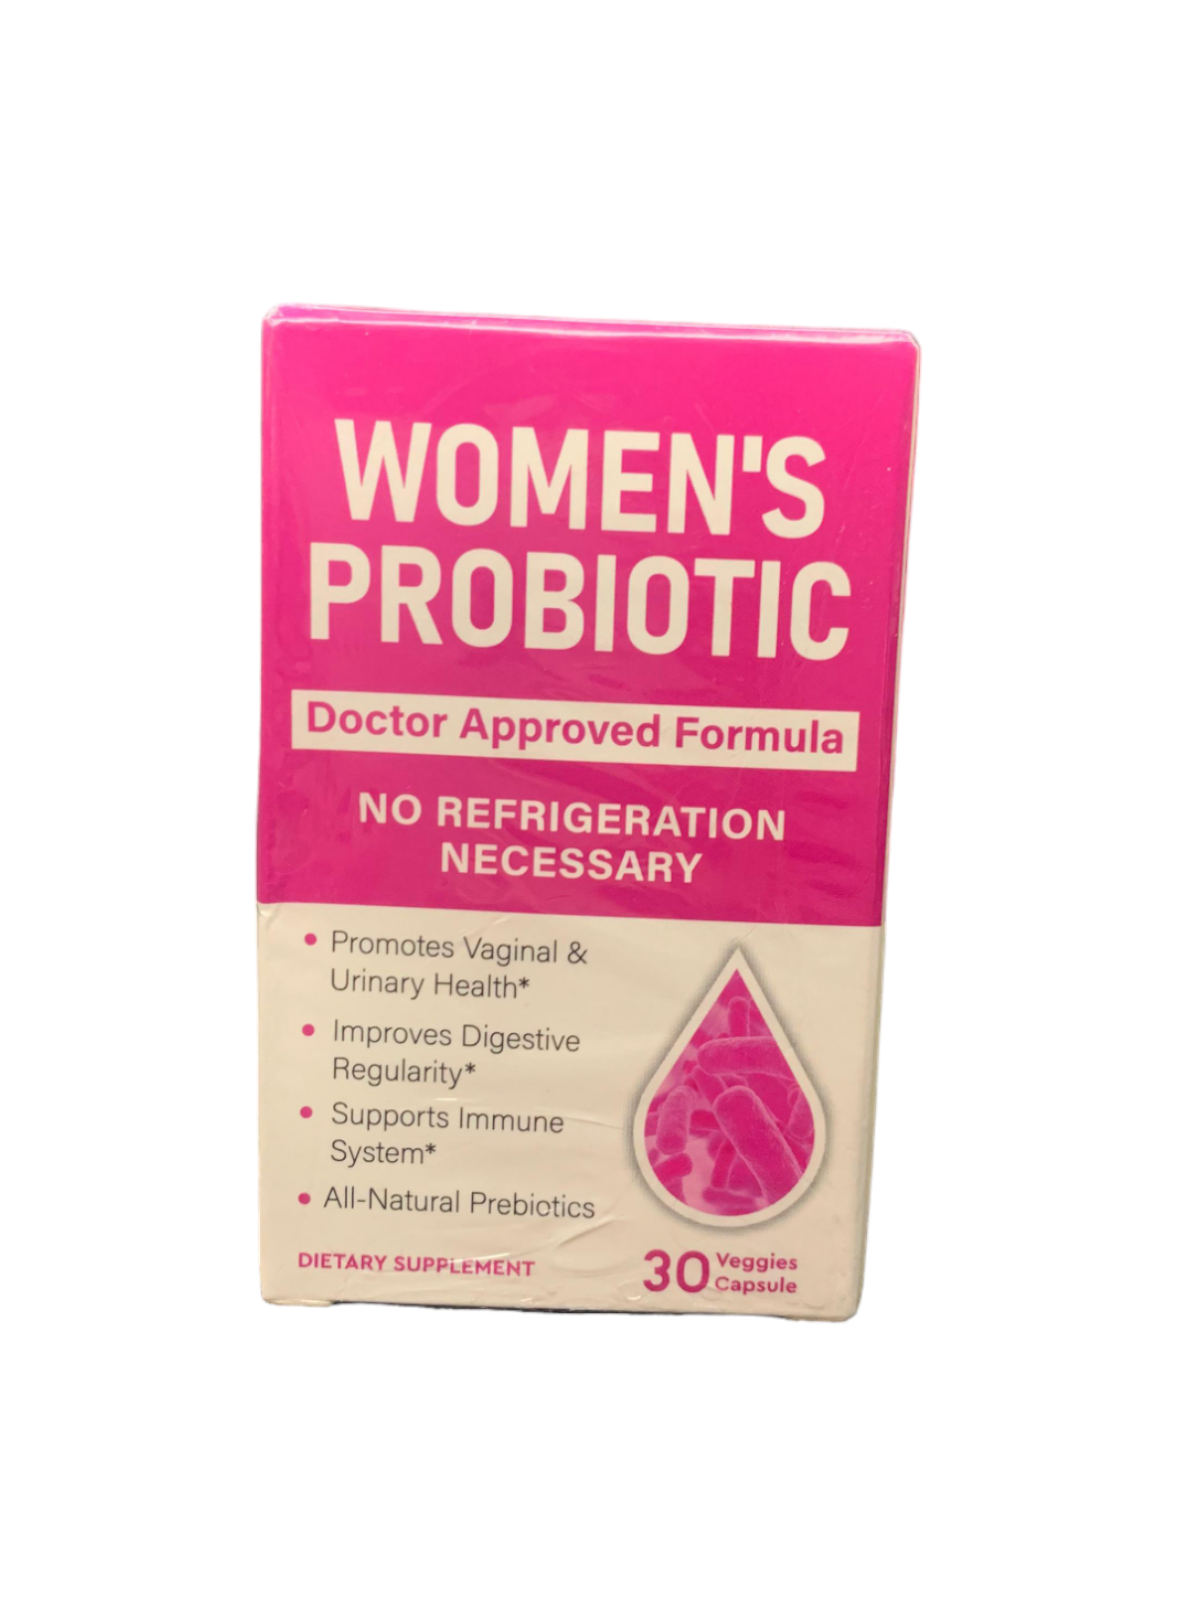 WOMEN'S
PROBIOTIC
Doctor Approved Formula
NO REFRIGERATION
NECESSARY
• Promotes Vaginal &
Urinary Health*
• Improves Digestive
Regularity*
• Supports Immune
System*
• All-Natural Prebiotics
DIETARY SUPPLEMENT
30 Veggies
Capsule